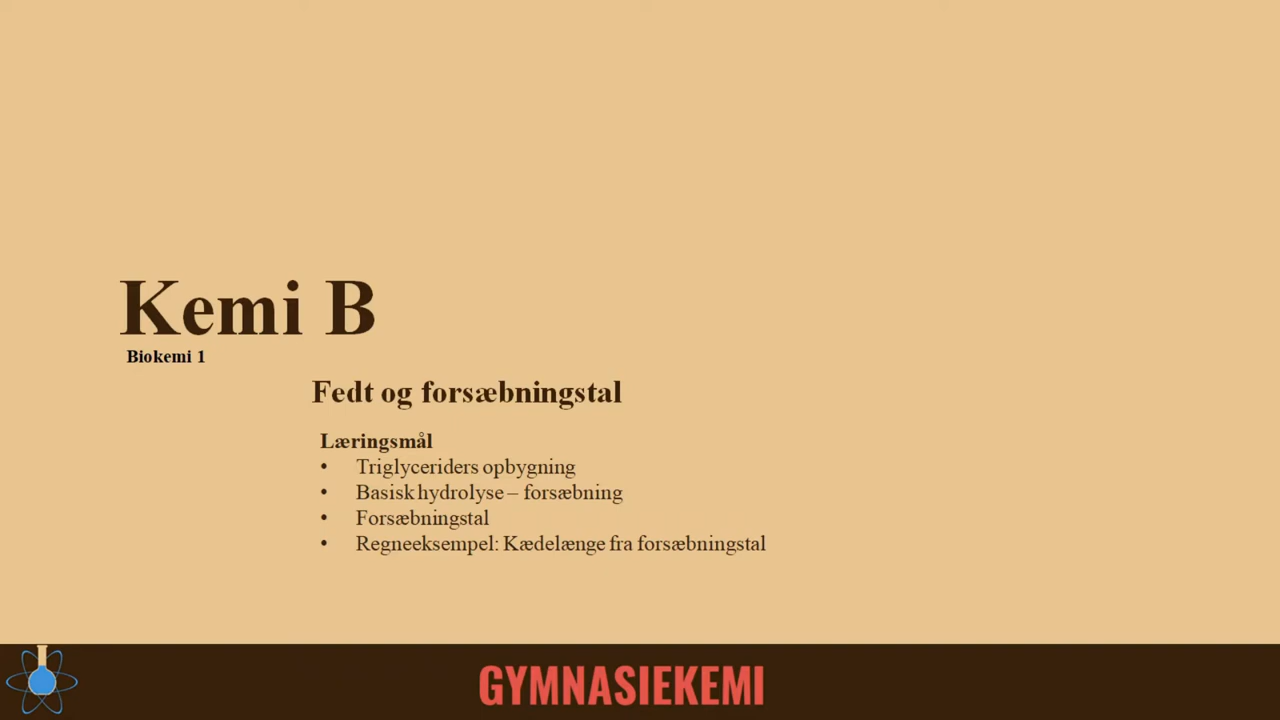 Kemi B
Biokemi 1
Fedt og forsæbningstal
Læringsmål
• Triglyceriders opbygning
• Basisk hydrolyse – forsæbning
• Forsæbningstal
• Regneeksempel: Kædelænge fra forsæbningstal
GYMNASIEKEMI